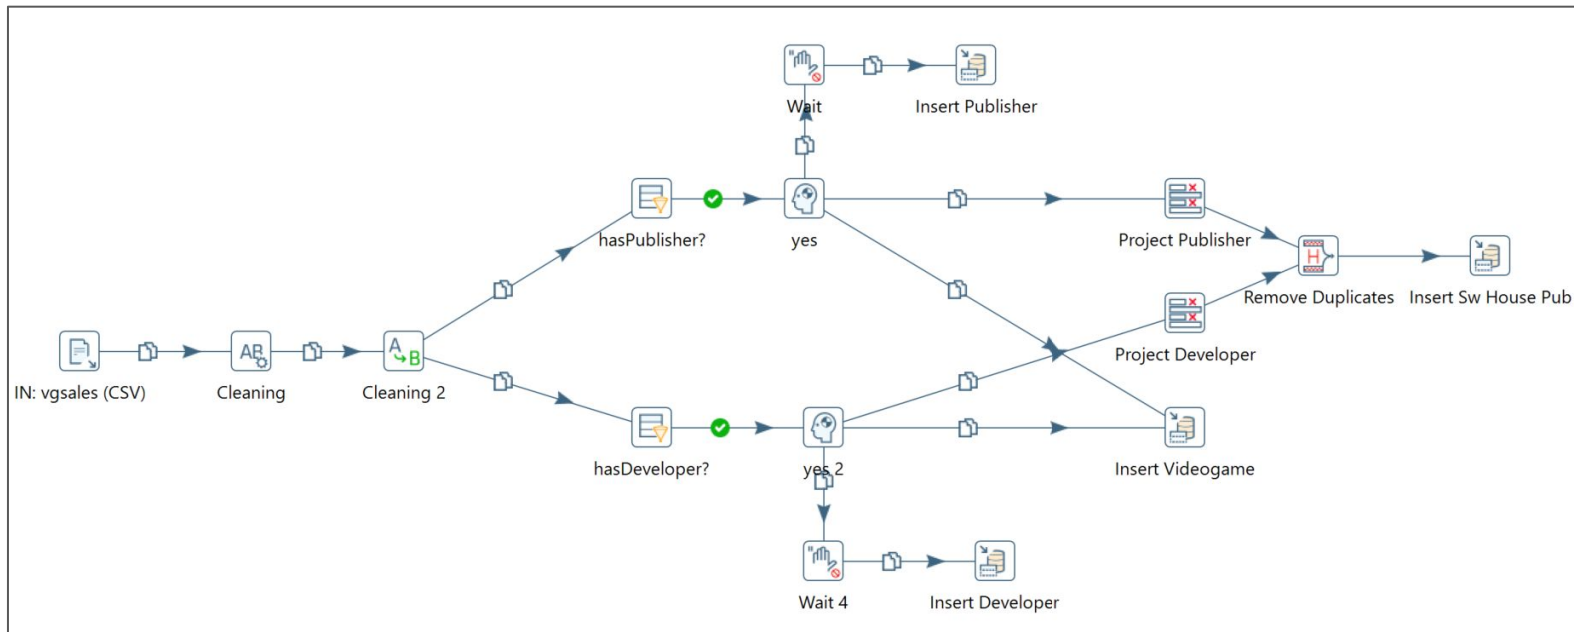 Wait
Insert Publisher
hasPublisher?
yes
Project Publisher
Remove Duplicates
Insert Sw House Pub
IN: vgsales (CSV)
AB
Cleaning
A
B
Cleaning 2
Project Developer
hasDeveloper?
yes 2
Insert Videogame
Wait 4
Insert Developer